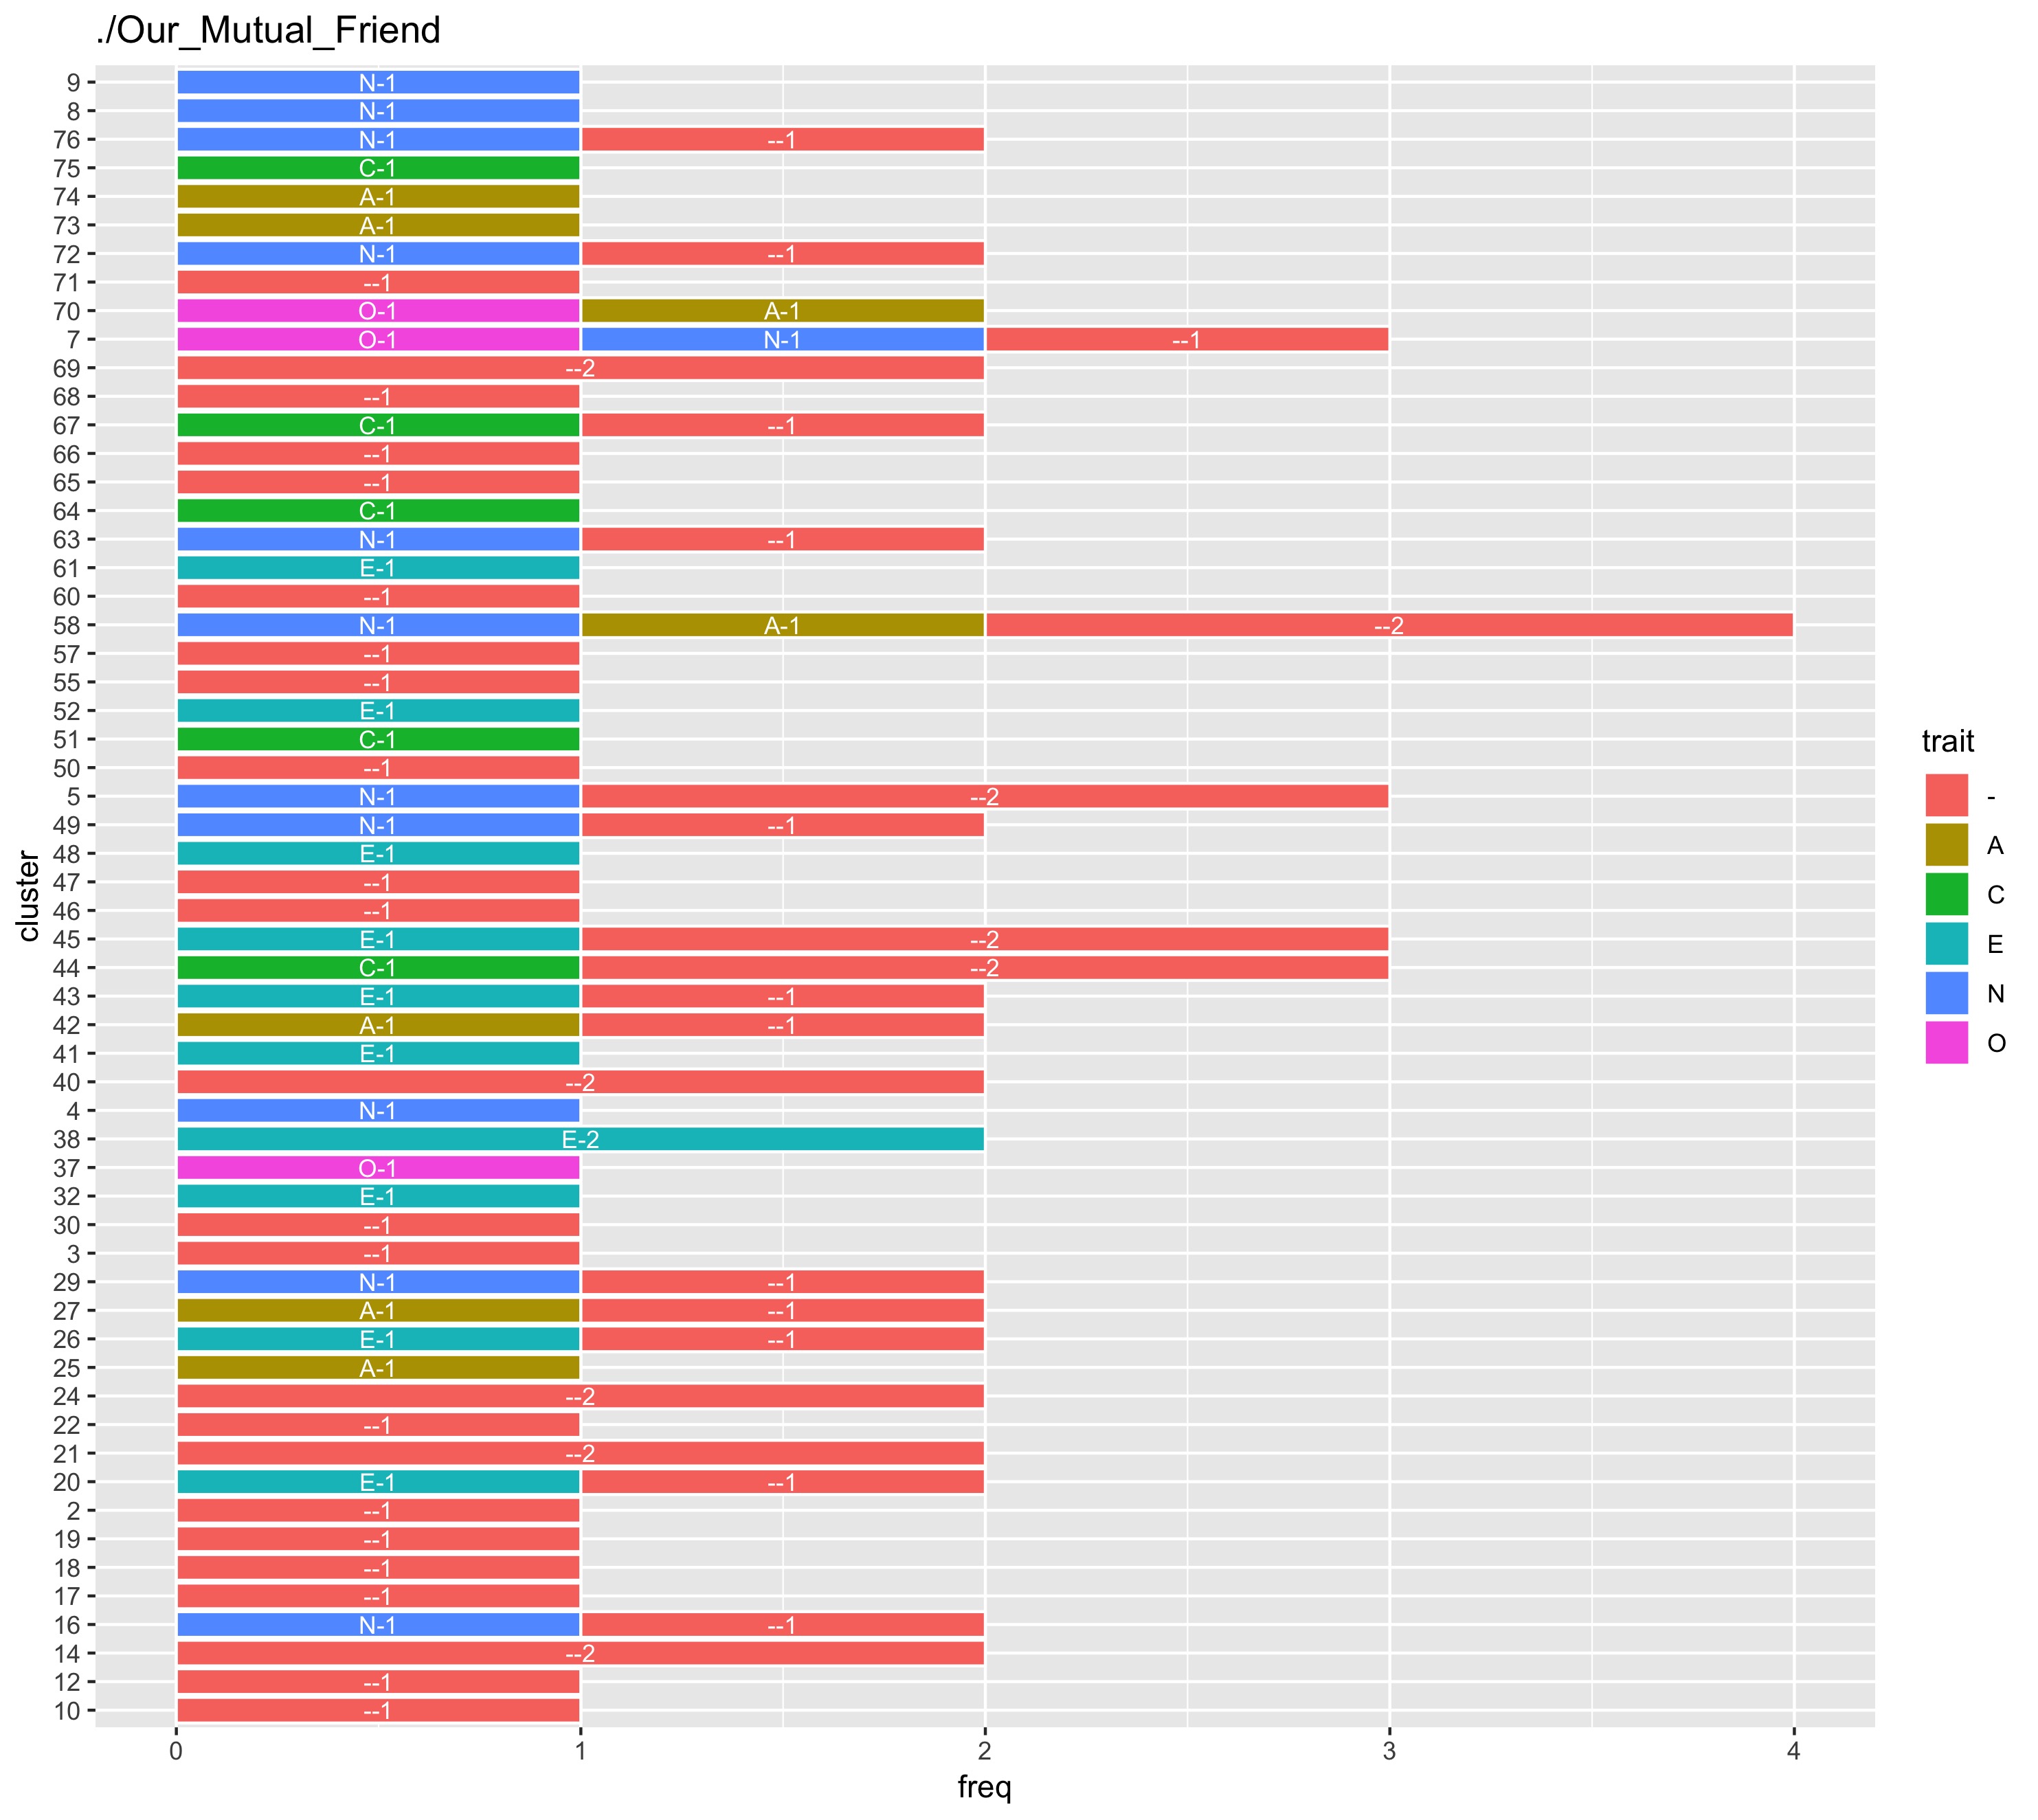 ./Our_Mutual_Friend
9 N-1
8 N-1
76 N-1 --1
75 C-1
74 A-1
73 A-1
72 N-1 --1
71 --1
70 O-1 A-1
7 O-1 N-1 --1
69 --2
68 --1
67 C-1 --1
66 --1
65 --1
64 C-1
63 N-1 --1
61 E-1
60 --1
58 N-1 A-1 --2
57 --1
55 --1
52 E-1
51 C-1
50 --1
5 N-1 --2
49 N-1 --1
48 E-1
47 --1
46 --1
45 E-1 --2
44 C-1 --2
43 E-1 --1
42 A-1 --1
41 E-1
40 --2
4 N-1
38 E-2
37 O-1
32 E-1
30 --1
3 --1
29 N-1 --1
27 A-1 --1
26 E-1 --1
25 A-1
24 --2
22 --1
21 --2
20 E-1 --1
2 --1
19 --1
18 --1
17 --1
16 N-1 --1
14 --2
12 --1
10 --1
0 1 2 3 4
freq
cluster
trait
-
A
C
E
N
O